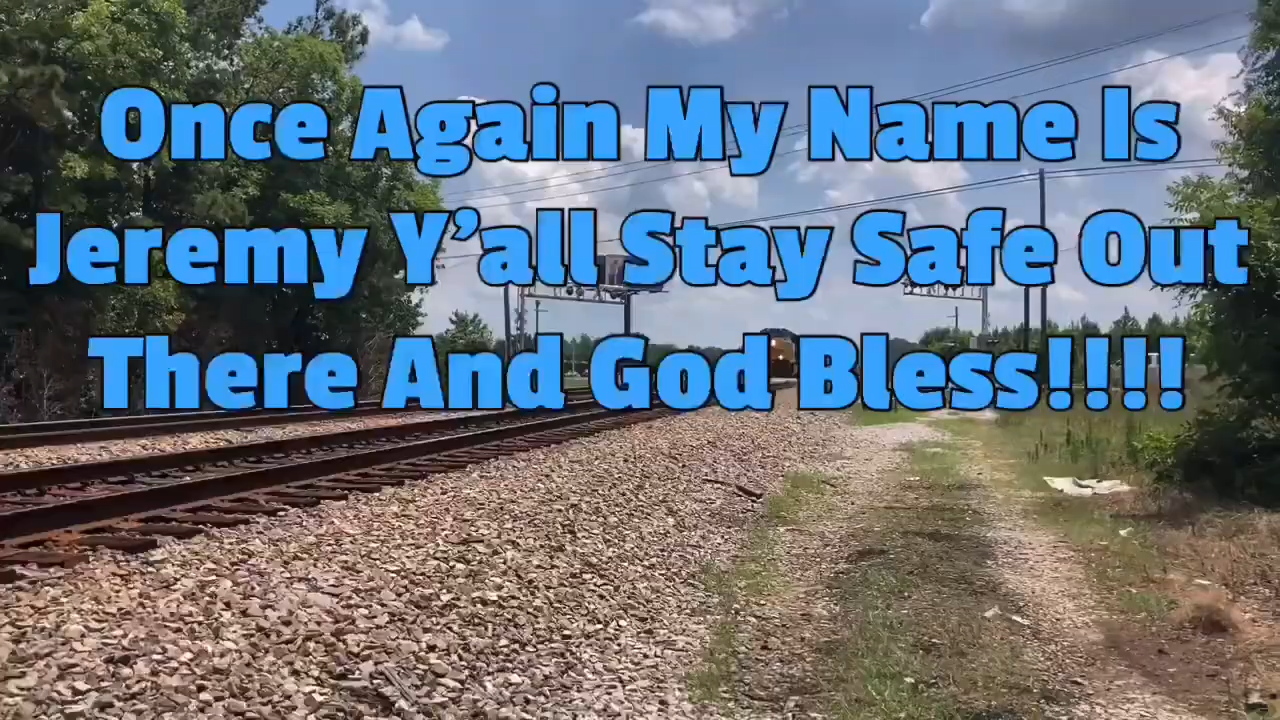 Once Again My Name Is
Jeremy Y’all Stay Safe Out
There And God Bless!!!!